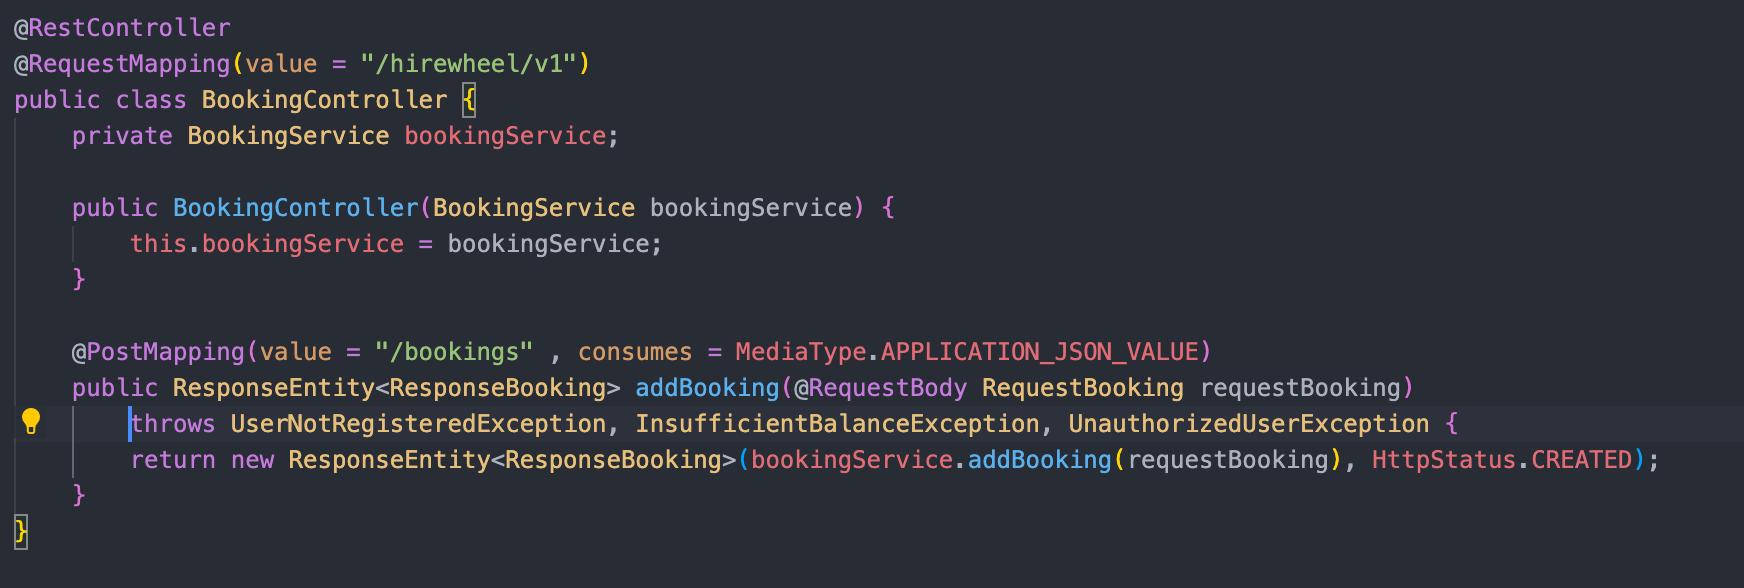 @RestController
@RequestMapping(value = "/hirewheel/v1")
public class BookingController {
    private BookingService bookingService;

    public BookingController(BookingService bookingService) {
        this.bookingService = bookingService;
    }

    @PostMapping(value = "/bookings" , consumes = MediaType.APPLICATION_JSON_VALUE)
    public ResponseEntity<ResponseBooking> addBooking(@RequestBody RequestBooking requestBooking)
        throws UserNotRegisteredException, InsufficientBalanceException, UnauthorizedUserException {
        return new ResponseEntity<ResponseBooking>(bookingService.addBooking(requestBooking), HttpStatus.CREATED);
    }
}